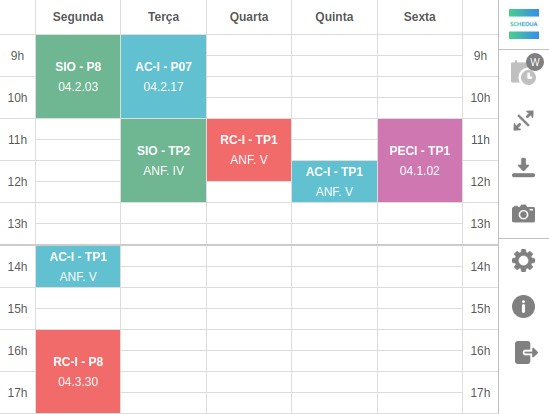 Segunda Terça Quarta Quinta Sexta
SCHEDUA
W
9h 9h
SIO - P8 AC-I - P07
04.2.03 04.2.17
10h 10h
11h 11h
SIO - TP2 RC-I - TP1 PECI - TP1
ANF. IV ANF. V 04.1.02
AC-I - TP1
ANF. V
12h 12h
13h 13h
AC-I - TP1
ANF. V
14h 14h
15h 15h
16h 16h
RC-I - P8
04.3.30
17h 17h